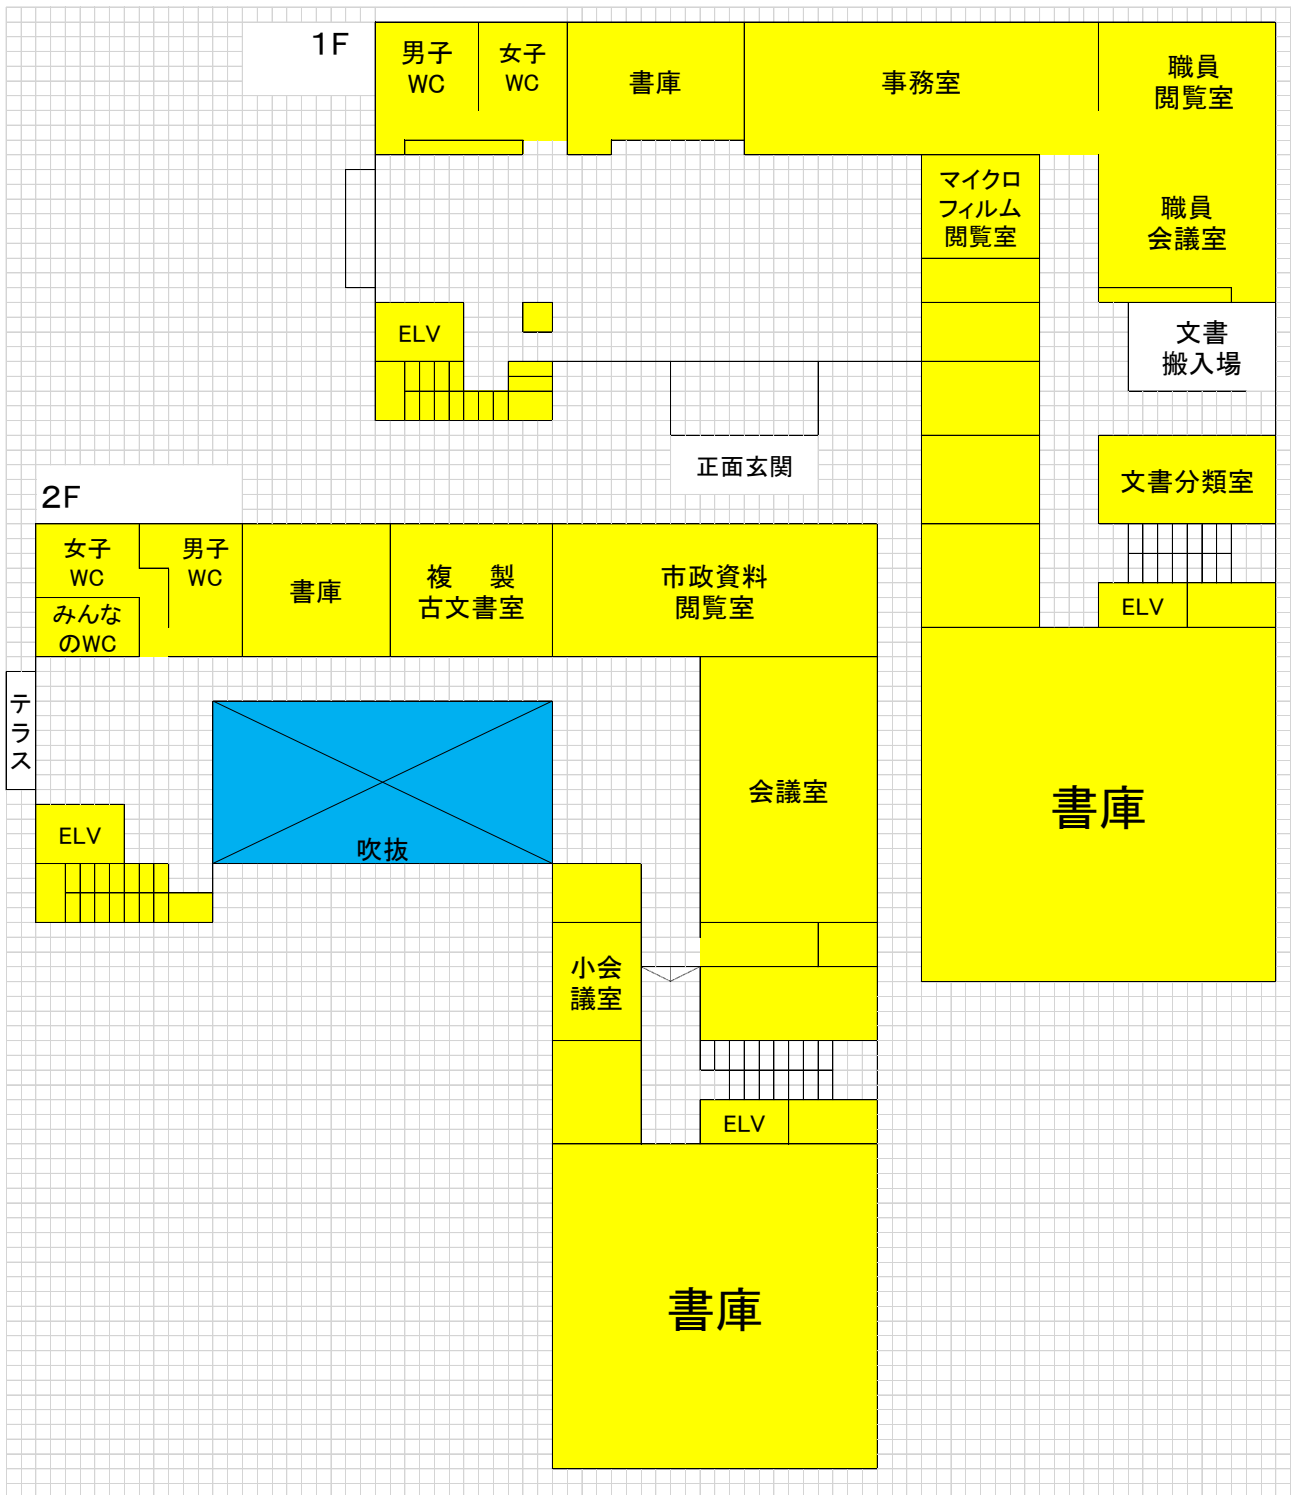 1F
男子
WC
女子
WC
書庫
事務室
職員
閲覧室
マイクロ
フィルム
閲覧室
職員
会議室
ELV
文書
搬入場
正面玄関
文書分類室
ELV
書庫
2F
女子
WC
みんな
のWC
男子
WC
書庫
複 製
古文書室
市政資料
閲覧室
テラス
吹抜
会議室
ELV
小会
議室
ELV
書庫